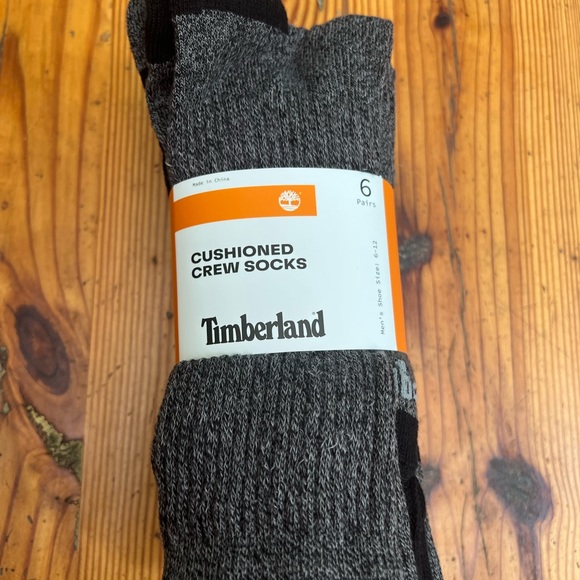 Made in China
6
Pairs
CUSHIONED
CREW SOCKS
Timberland
Men's Shoe Size: 6-12